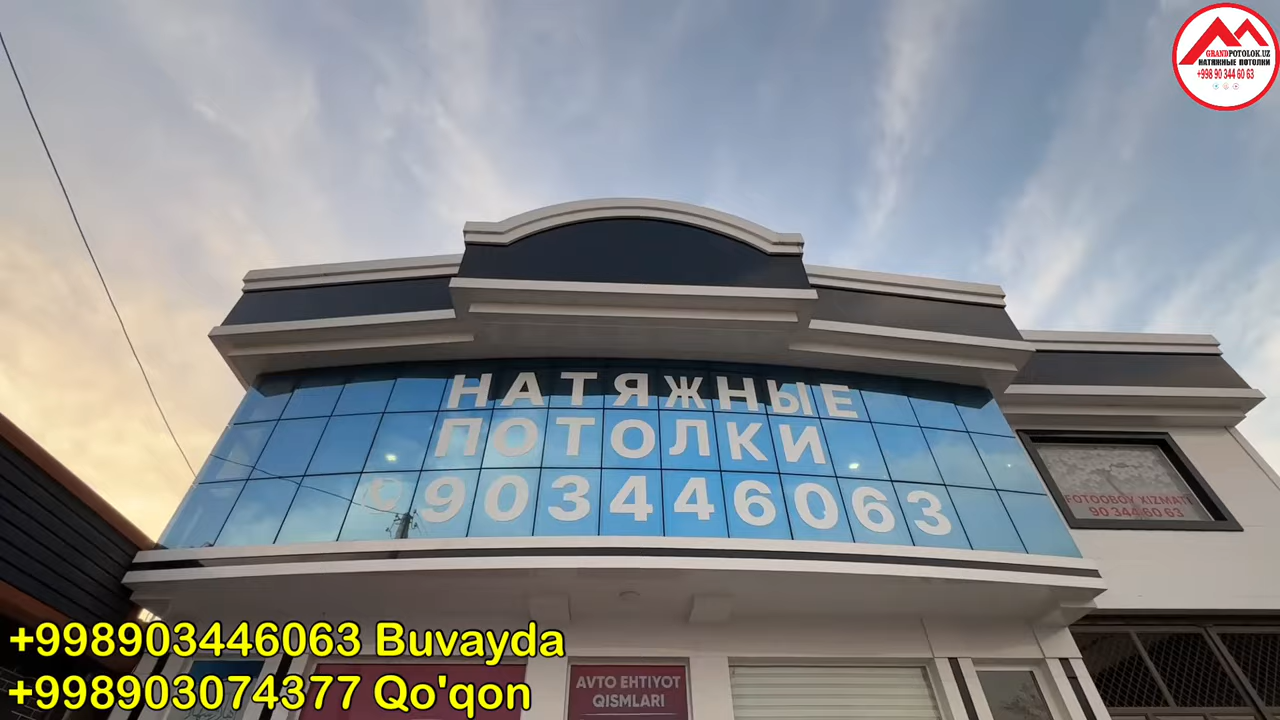 GRANDPOTOLOK.UZ
НАТЯЖНЫЕ ПОТОЛКИ
+998 90 344 60 63
НАТЯЖНЫЕ
ПОТОЛКИ
903446063
FOTOOBOY XIZMATI
90 344 60 63
+998903446063 Buvayda
+998903074377 Qo'qon
AVTO EHTIYOT
QISMLARI